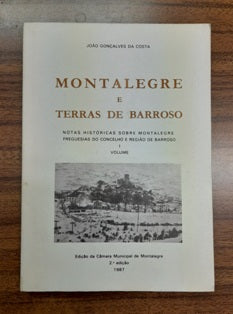 JOÃO GONÇALVES DA COSTA
MONTALEGRE
E
TERRAS DE BARROSO
NOTAS HISTÓRICAS SOBRE MONTALEGRE
FREGUESIAS DO CONCELHO E REGIÃO DE BARROSO
I
VOLUME
Edição da Câmara Municipal de Montalegre
2.ª edição
1987